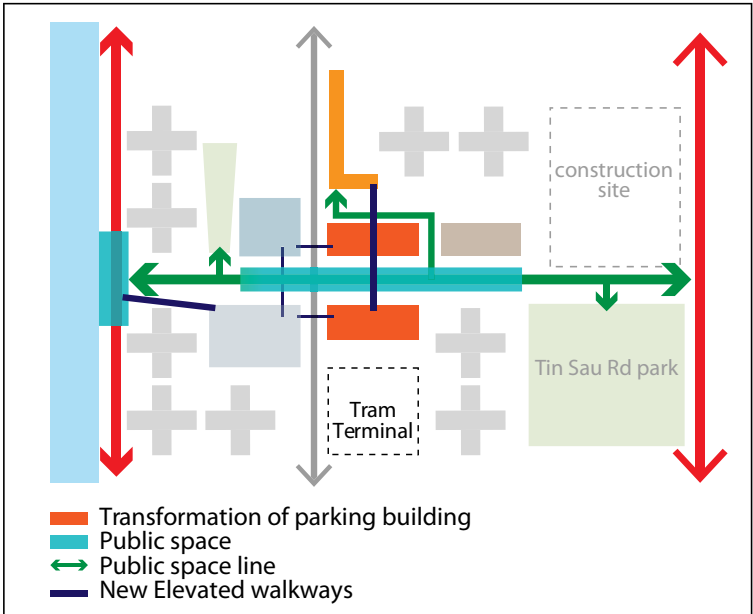 construction
site
Tin Sau Rd park
Tram
Terminal
Transformation of parking building
Public space
Public space line
New Elevated walkways